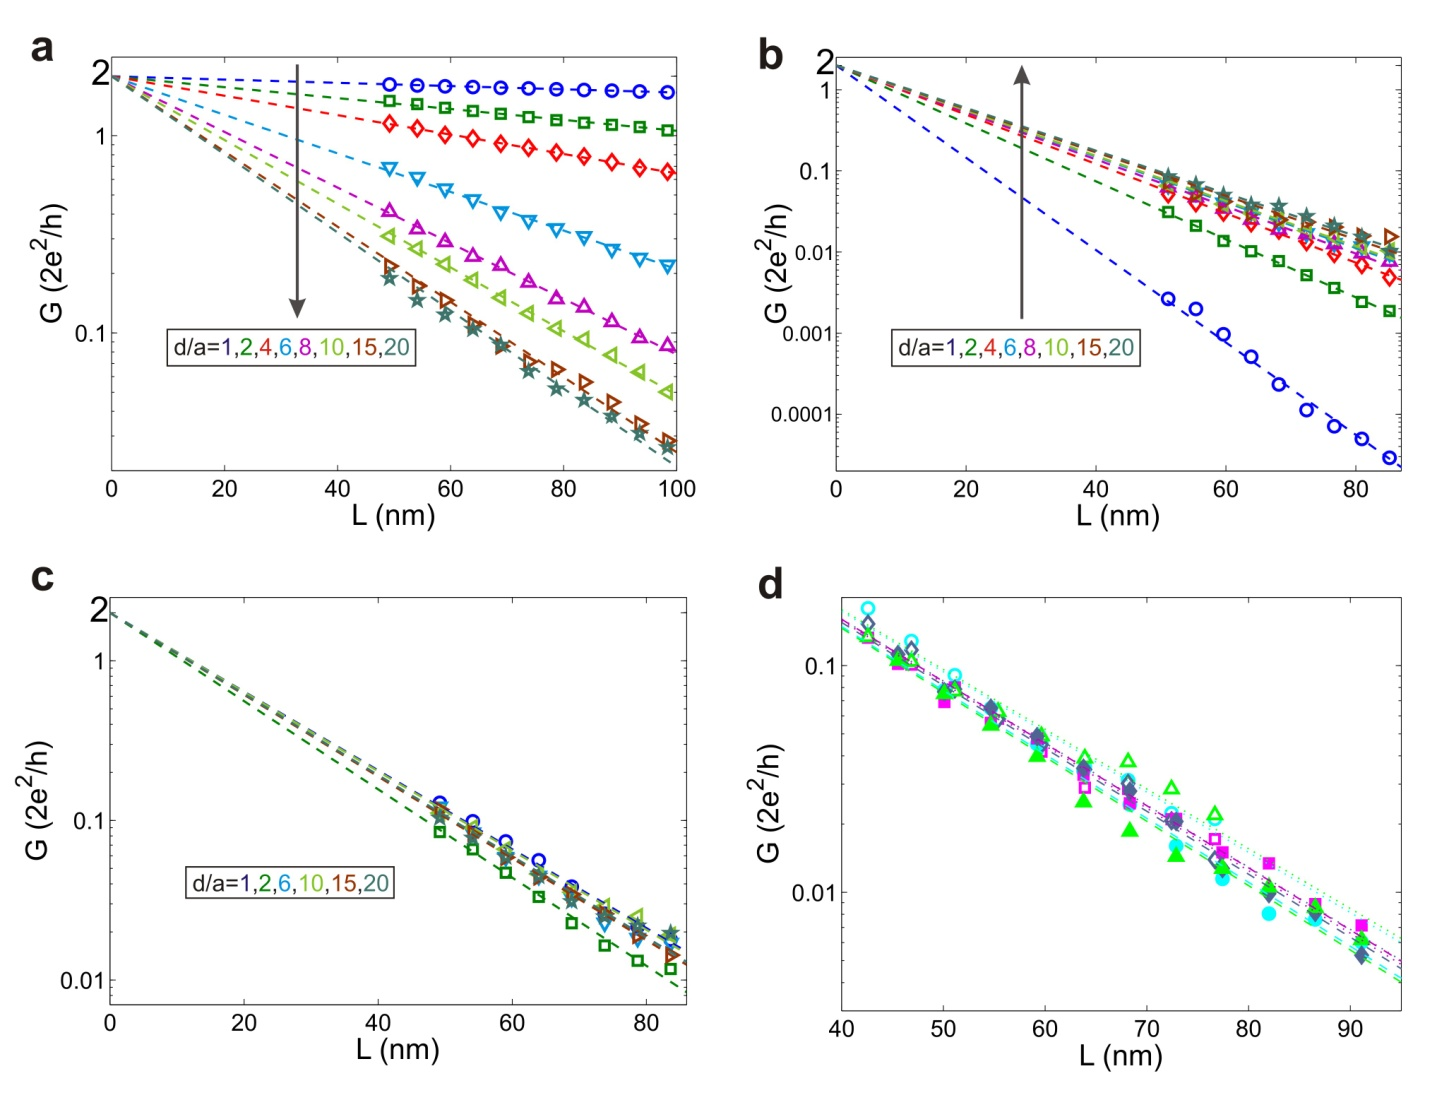 a
2
1
0.1
G (2e²/h)
d/a=1,2,4,6,8,10,15,20
0 20 40 60 80 100
L (nm)
b
2
1
0.1
0.01
0.001
0.0001
G (2e²/h)
d/a=1,2,4,6,8,10,15,20
0 20 40 60 80
L (nm)
c
2
1
0.1
0.01
G (2e²/h)
d/a=1,2,6,10,15,20
0 20 40 60 80
L (nm)
d
0.1
0.01
G (2e²/h)
40 50 60 70 80 90
L (nm)